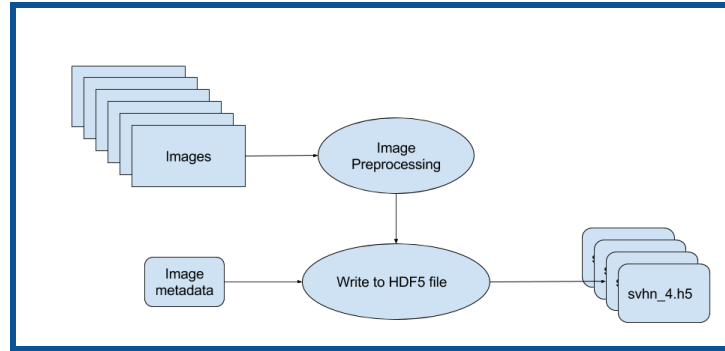 Images
Image
Preprocessing
Image
metadata
Write to HDF5 file
svhn_4.h5